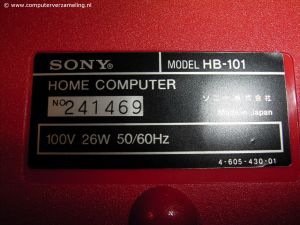 © www.computerverzameling.nl
SONY® MODEL HB-101
HOME COMPUTER
NO. 241469
ソニー株式会社
Made in Japan
100V 26W 50/60Hz
4-605-430-01